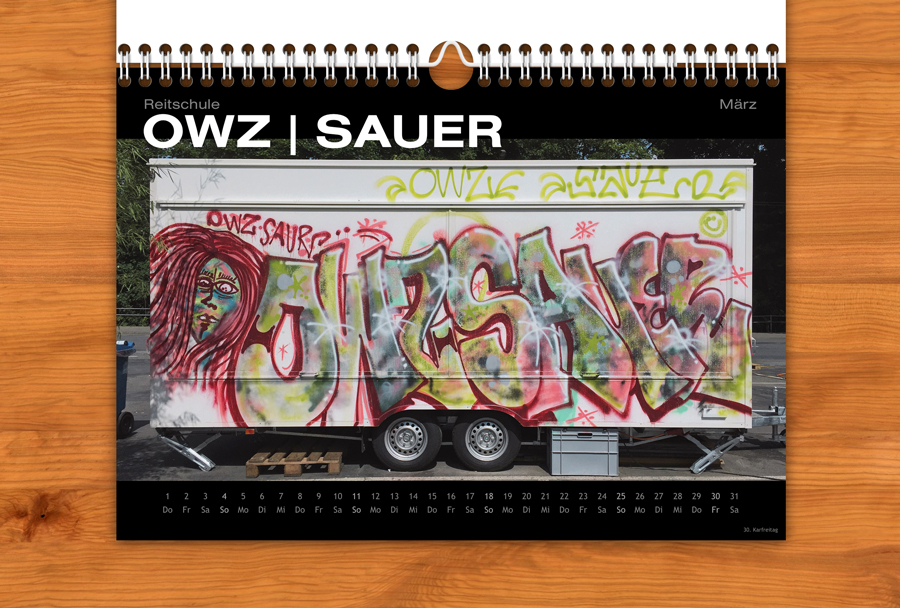 Reitschule
März
OWZ | SAUER
OWZE
OWZ SAUR
OWZSAUER
1 2 3 4 5 6 7 8 9 10 11 12 13 14 15 16 17 18 19 20 21 22 23 24 25 26 27 28 29 30 31
Do Fr Sa So Mo Di Mi Do Fr Sa So Mo Di Mi Do Fr Sa So Mo Di Mi Do Fr Sa So Mo Di Mi Do Fr Sa
30. Karfreitag